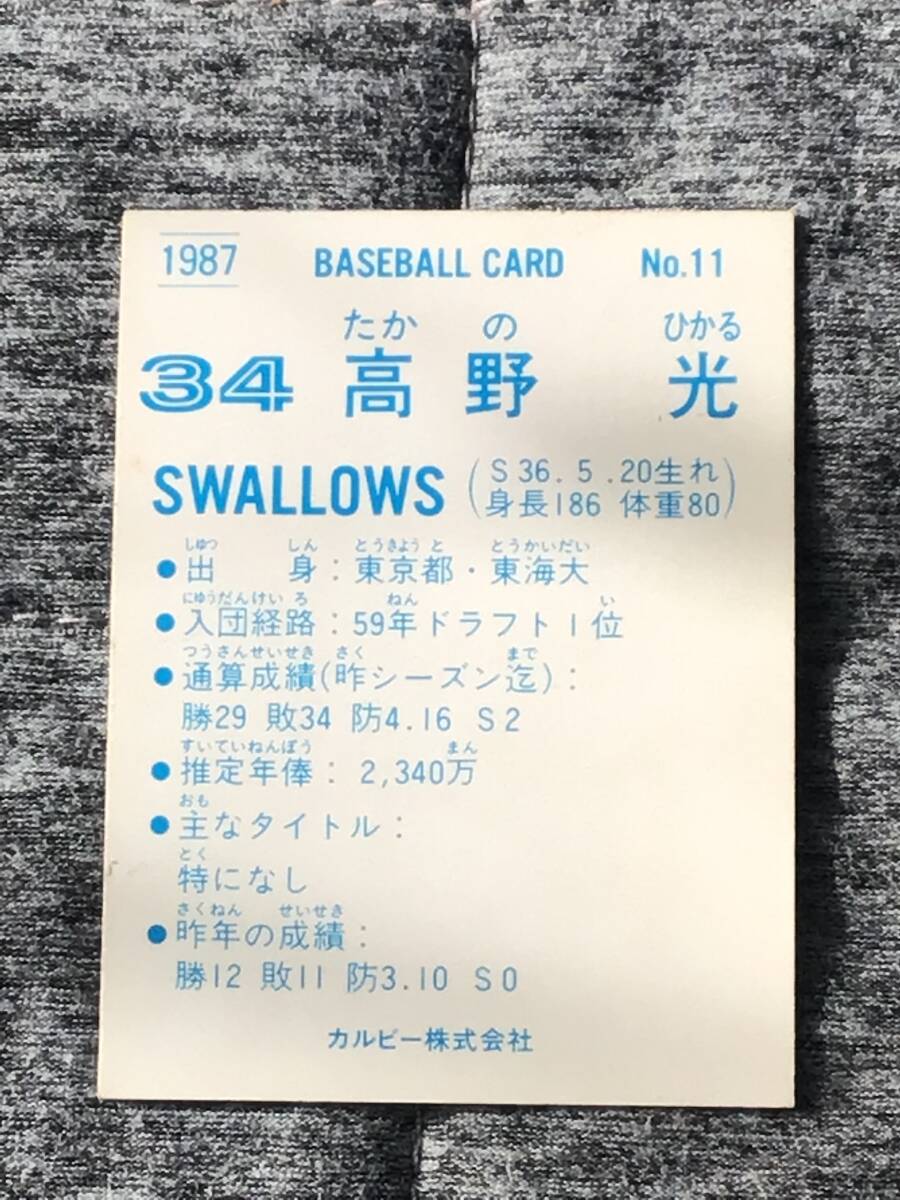 1987 BASEBALL CARD No.11
たか の ひかる
34 高野 光
SWALLOWS (S36.5.20生れ
身長186 体重80)
しゅつ しん とうきょう と とうかいだい
●出 身：東京都・東海大
にゅうだんけい ろ ねん い
●入団経路：59年ドラフト1位
つうさんせいせき さく まで
●通算成績(昨シーズン迄)：
勝29 敗34 防4.16 S2
すいていねんぽう まん
●推定年俸：2,340万
おも
●主なタイトル：
とく
特になし
さくねん せいせき
●昨年の成績：
勝12 敗11 防3.10 S0
カルビー株式会社